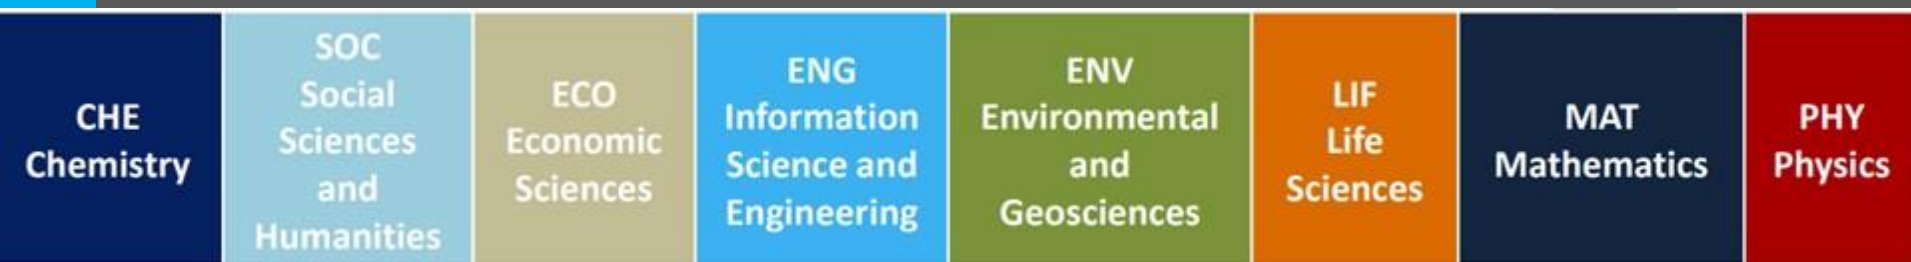 CHE
Chemistry
SOC
Social
Sciences
and
Humanities
ECO
Economic
Sciences
ENG
Information
Science and
Engineering
ENV
Environmental
and
Geosciences
LIF
Life
Sciences
MAT
Mathematics
PHY
Physics